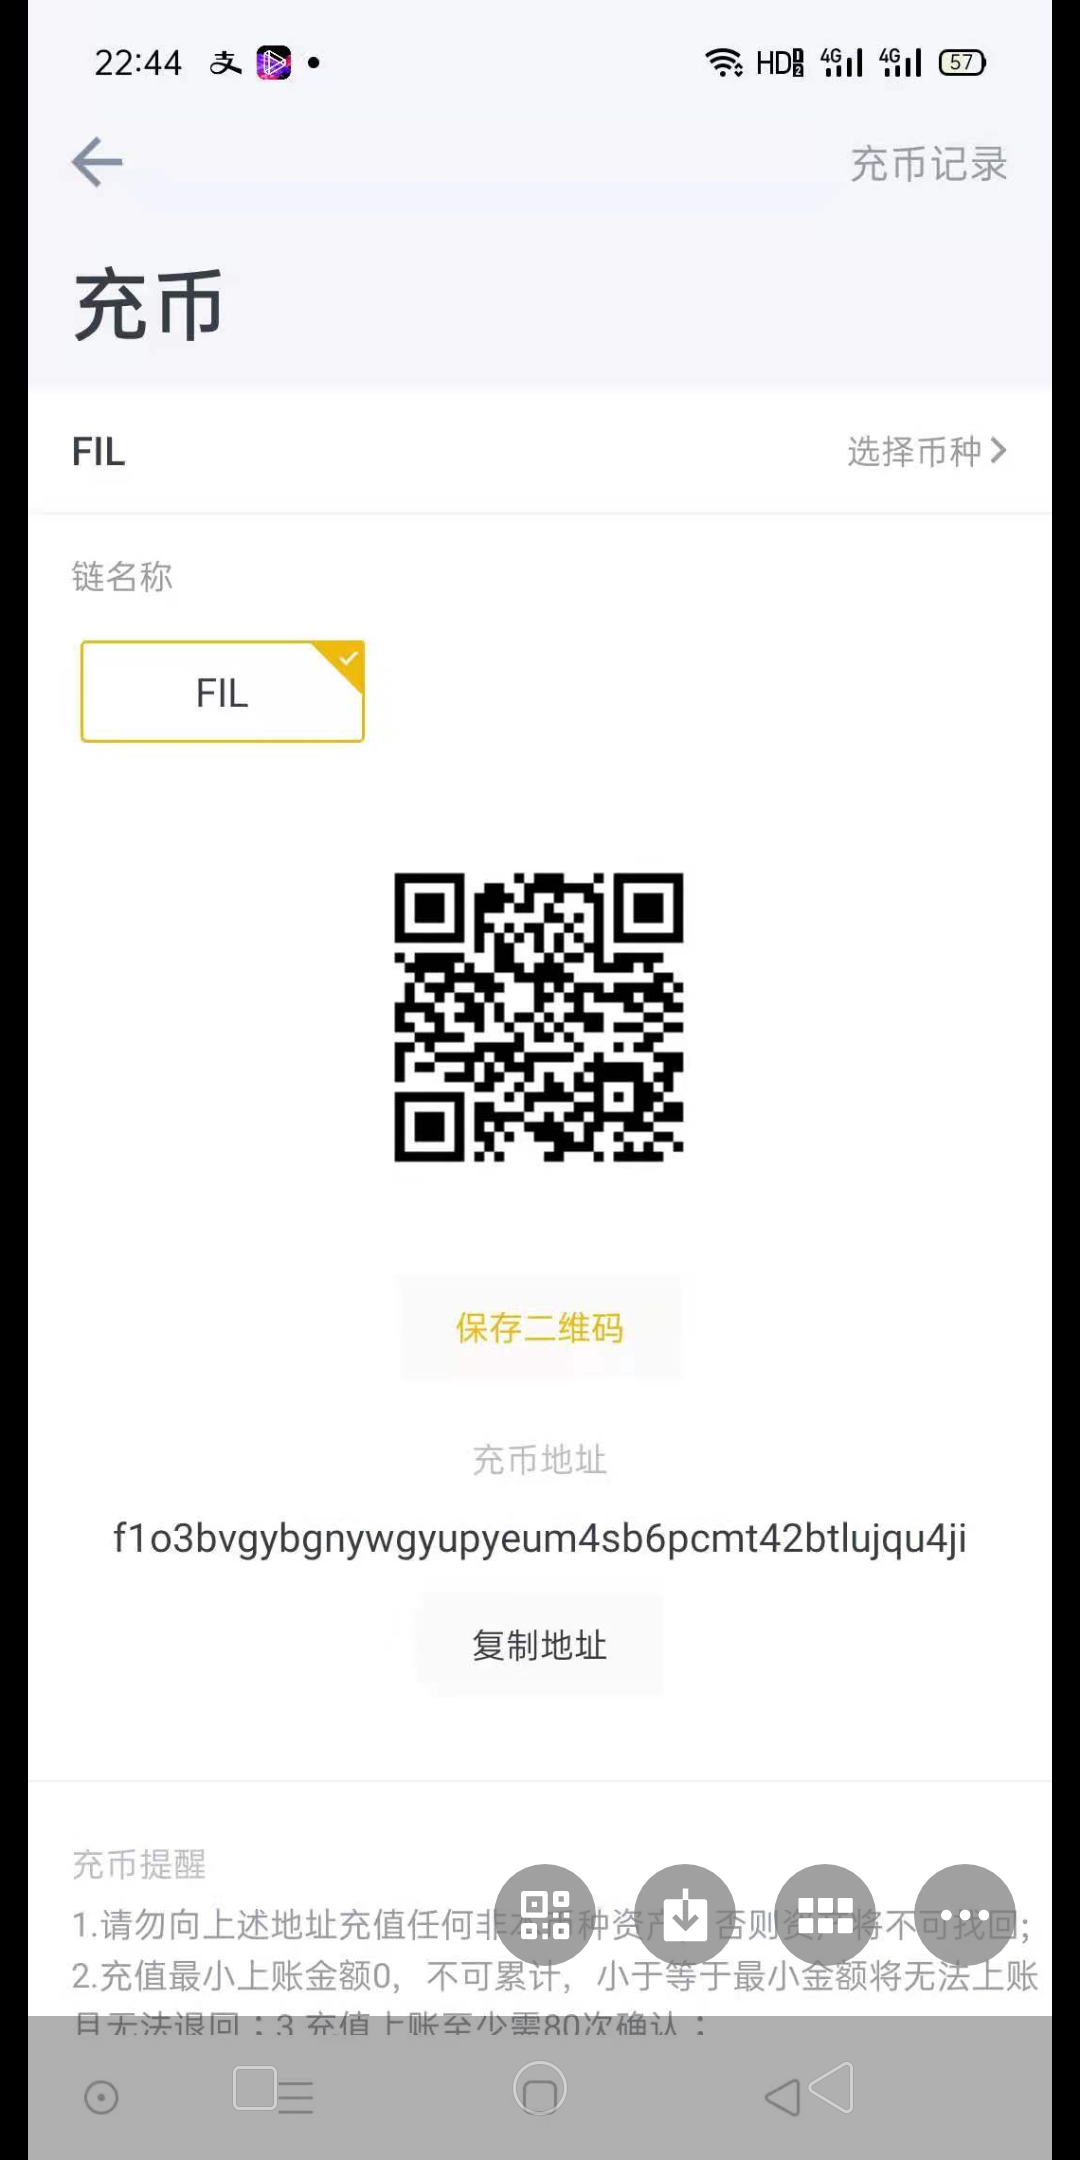 22:44 支 HD 4G 4G 57
充币记录
充币
FIL
选择币种
链名称
FIL
保存二维码
充币地址
f1o3bvgybgnywgyupyeum4sb6pcmt42btlujqu4ji
复制地址
充币提醒
1.请勿向上述地址充值任何非本币种资产，否则资产将不可找回;
2.充值最小上账金额0，不可累计，小于等于最小金额将无法上账
且无法退回；3.充值上账至少需80次确认；